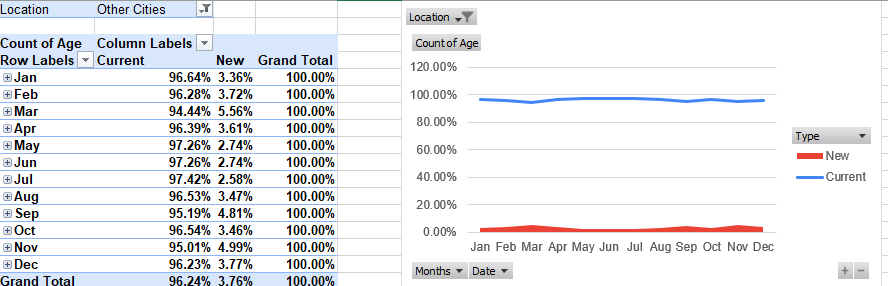 Location Other Cities
Count of Age Column Labels
Row Labels Current New Grand Total
Jan 96.64% 3.36% 100.00%
Feb 96.28% 3.72% 100.00%
Mar 94.44% 5.56% 100.00%
Apr 96.39% 3.61% 100.00%
May 97.26% 2.74% 100.00%
Jun 97.26% 2.74% 100.00%
Jul 97.42% 2.58% 100.00%
Aug 96.53% 3.47% 100.00%
Sep 95.19% 4.81% 100.00%
Oct 96.54% 3.46% 100.00%
Nov 95.01% 4.99% 100.00%
Dec 96.23% 3.77% 100.00%
Grand Total 96.24% 3.76% 100.00%
Location
Count of Age
120.00%
100.00%
80.00%
60.00%
40.00%
20.00%
0.00%
Jan Feb Mar Apr May Jun Jul Aug Sep Oct Nov Dec
Type
New
Current
Months Date